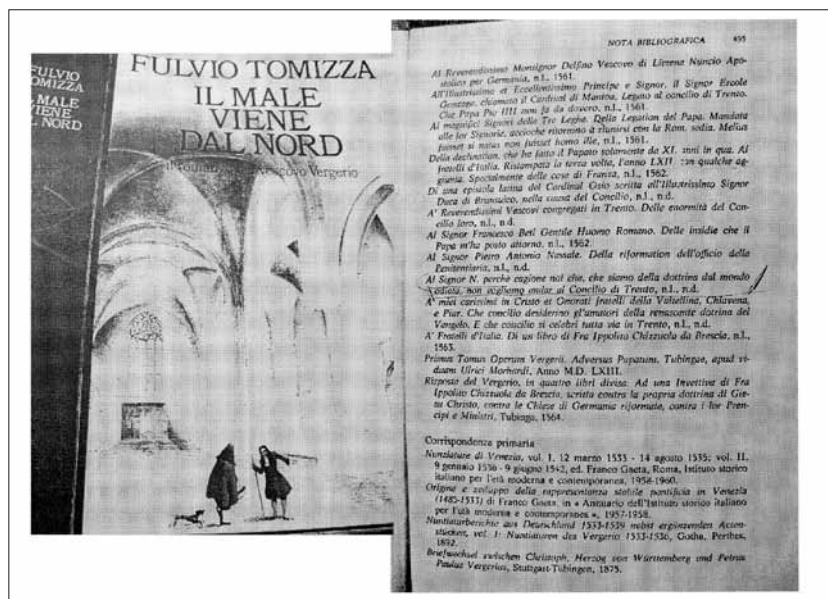 FULVIO
TOMIZZA
IL MALE
VIENE
DAL NORD
FULVIO TOMIZZA
IL MALE
VIENE
DAL NORD
Vescovo Vergerio
NOTA BIBLIOGRAFICA 495
Al Reverendissimo Monsignor Delfino Vescovo di Liesena Nuncio Apo-
stolico per Germania, n.l., 1561.
All'Illustrissimo et Eccellentissimo Principe e Signor, il Signor Ercole
Gonzaga, chiamato il Cardinal di Mantoa, Legato al concilio di Trento.
Che Papa Pio IIII non fa da dovero, n.l., 1561.
Ai magnifici Signori delle Tre Leghe. Della Legation del Papa. Mandata
alle lor Signorie, accioche ritornino a riunirsi con la Rom. sedia. Melius
fuisset si natus non fuisset homo ille, n.l., 1561.
Della declination, che ha fatto il Papato solamente da XI. anni in qua. Ai
fratelli d'Italia. Ristampata la terza volta, l'anno LXII con qualche ag-
giunta. Specialmente delle cose di Franza, n.l., 1562.
Di una epistola latina del Cardinal Osio scritta all'Illustrissimo Signor
Duca di Brunsuico, nella causa del Concilio, n.l., n.d.
A' Reverendissimi Vescovi congregati in Trento. Delle enormità del Con-
cilio loro, n.l., n.d.
Al Signor Francesco Betl Gentile Huomo Romano. Delle insidie che il
Papa m'ha posto attorno, n.l., 1562.
Al Signor Pietro Antonio Nassale. Della riformation dell'officio della
Penitentiaria, n.l., n.d.
Al Signor N. perché cagione noi che, che siamo della dottrina dal mondo
odiata, non vogliamo andar al Concilio di Trento, n.l., n.d.
A' miei carissimi in Cristo et Onorati fratelli della Valtellina, Chiavena,
e Piur. Che concilio desiderino gl'amatori della renascente dotrina del
Vangelo. E che concilio si celebri tutta via in Trento, n.l., n.d.
A' Fratelli d'Italia. Di un libro di Fra Ippolito Chizzuola da Brescia, n.l.,
1563.
Primus Tomus Operum Vergerii. Adversus Papatum. Tubingae, apud vi-
duam Ulrici Morhardi, Anno M.D. LXIII.
Risposta del Vergerio, in quattro libri divisa. Ad una Invettiva di Fra
Ippolito Chizzuola da Brescia, scritta contra la propria dottrina di Gie-
su Christo, contra le Chiese di Germania riformate, contra i lor Pren-
cipi e Ministri, Tubinga, 1564.
Corrispondenza primaria
Nunziature di Venezia, vol. I, 12 marzo 1533 - 14 agosto 1535; vol. II,
9 gennaio 1536 - 9 giugno 1542, ed. Franco Gaeta, Roma, Istituto storico
italiano per l'età moderna e contemporanea, 1958-1960.
Origine e sviluppo della rappresentanza stabile pontificia in Venezia
(1485-1533) di Franco Gaeta, in « Annuario dell'Istituto storico italiano
per l'età moderna e contemporanea », 1957-1958.
Nuntiaturberichte aus Deutschland 1533-1559 nebst ergänzenden Acten-
stücken, vol. 1: Nuntiaturen des Vergerio 1533-1536, Gotha, Perthes,
1892.
Briefwechsel zwischen Christoph, Herzog von Württemberg und Petrus
Paulus Vergerius, Stuttgart-Tübingen, 1875.